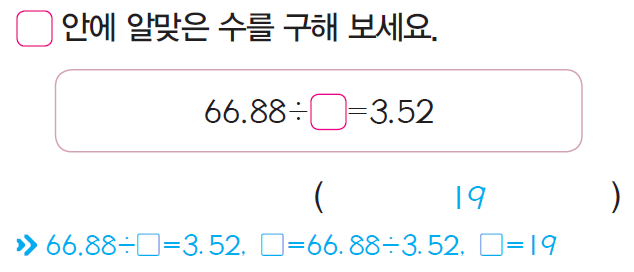 □ 안에 알맞은 수를 구해 보세요.
66.88÷□=3.52
( 19 )
» 66.88÷□=3.52, □=66.88÷3.52, □=19